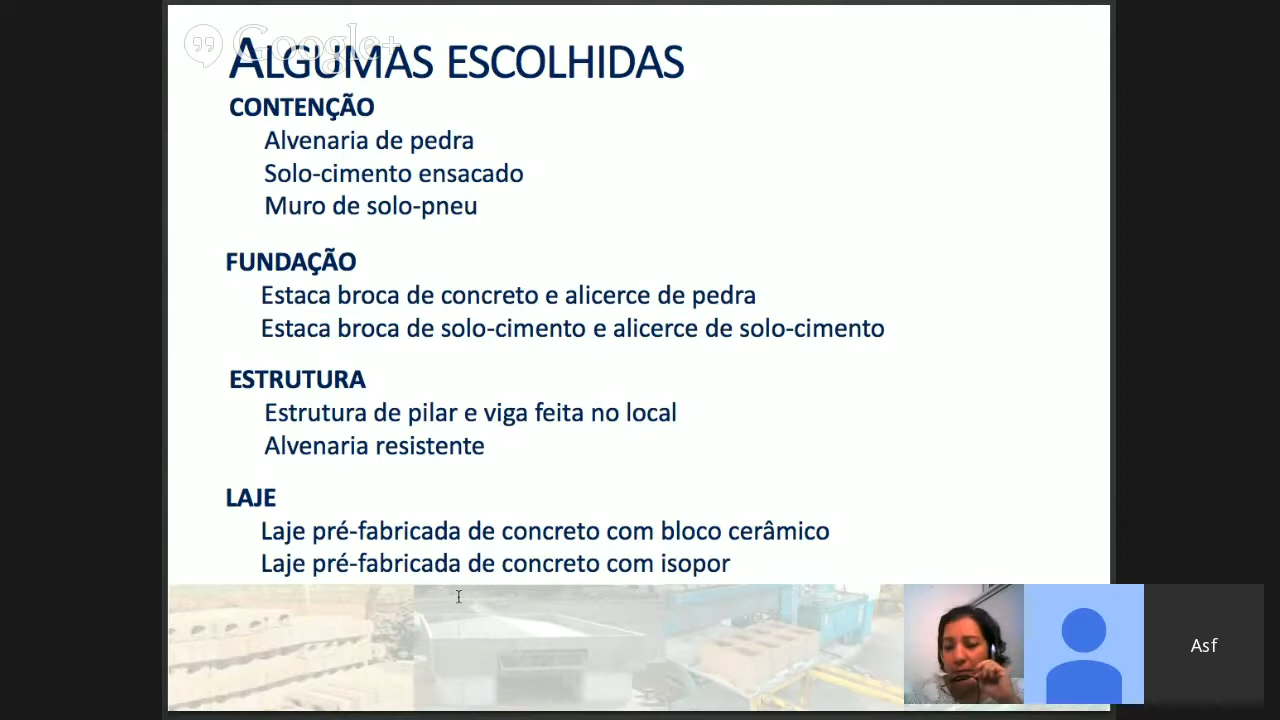 Google+
ALGUMAS ESCOLHIDAS
CONTENÇÃO
Alvenaria de pedra
Solo-cimento ensacado
Muro de solo-pneu
FUNDAÇÃO
Estaca broca de concreto e alicerce de pedra
Estaca broca de solo-cimento e alicerce de solo-cimento
ESTRUTURA
Estrutura de pilar e viga feita no local
Alvenaria resistente
LAJE
Laje pré-fabricada de concreto com bloco cerâmico
Laje pré-fabricada de concreto com isopor
Asf